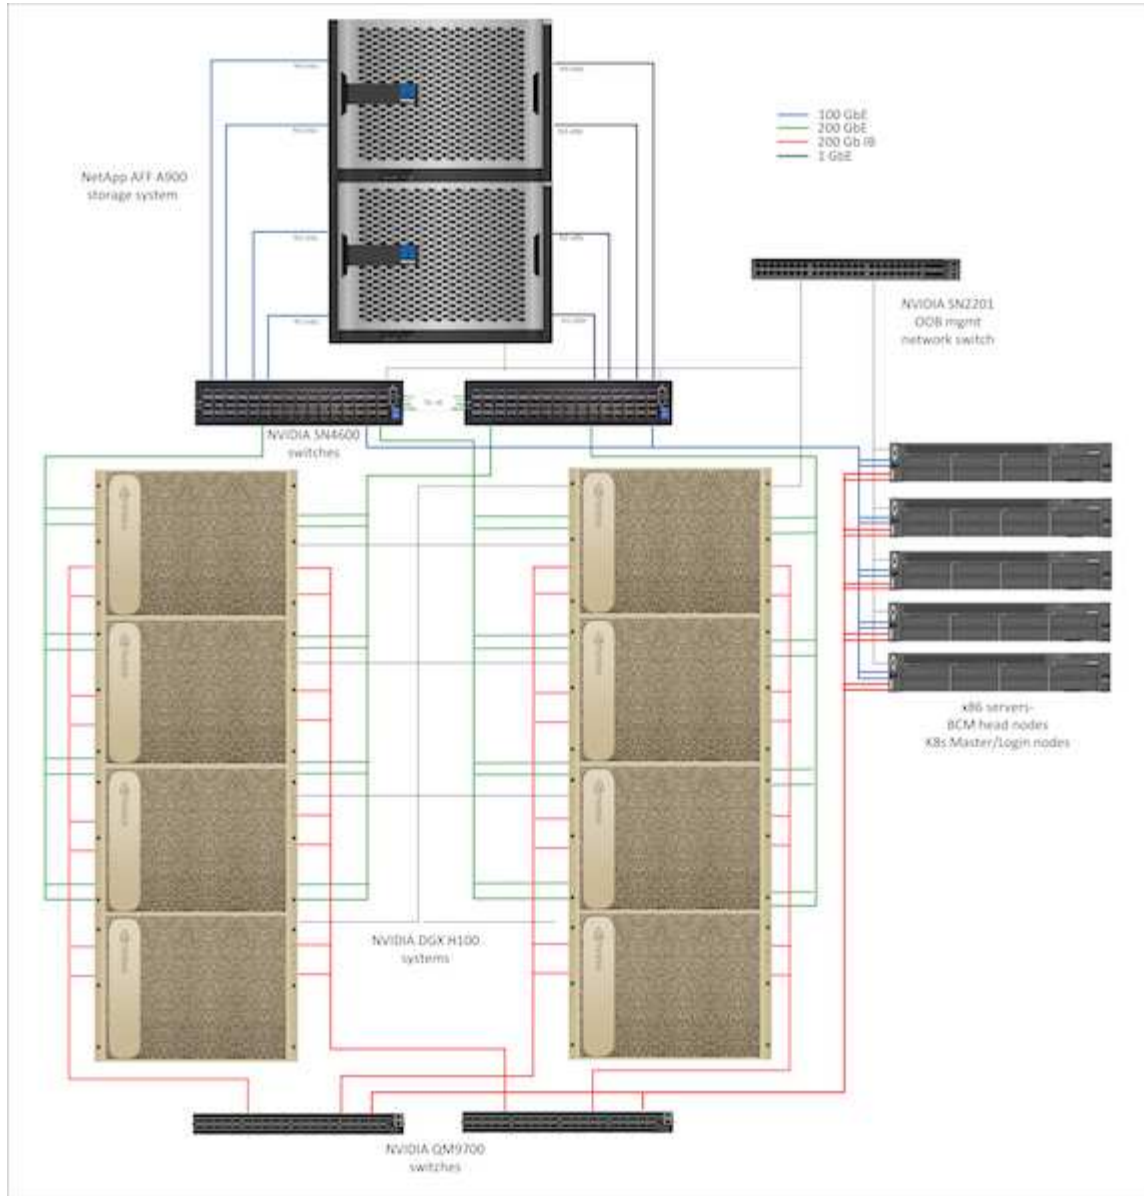 100 GbE
200 GbE
200 Gb IB
1 GbE
NetApp AFF A900
storage system
NVIDIA SN2201
OOB mgmt
network switch
NVIDIA SN4600
switches
x86 servers-
BCM head nodes
K8s Master/Login nodes
NVIDIA DGX H100
systems
NVIDIA QM9700
switches